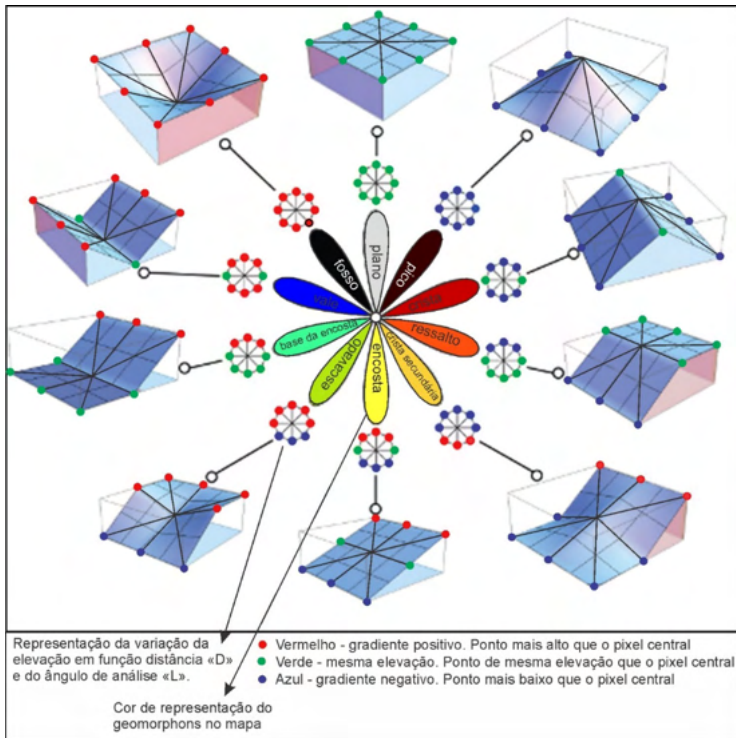 plano
pico
crista
ressalto
crista secundária
encosta
escavado
base da encosta
vale
fosso
Representação da variação da
elevação em função distância «D»
e do ângulo de análise «L».
Vermelho - gradiente positivo. Ponto mais alto que o pixel central
Verde - mesma elevação. Ponto de mesma elevação que o pixel central
Azul - gradiente negativo. Ponto mais baixo que o pixel central
Cor de representação do
geomorphons no mapa